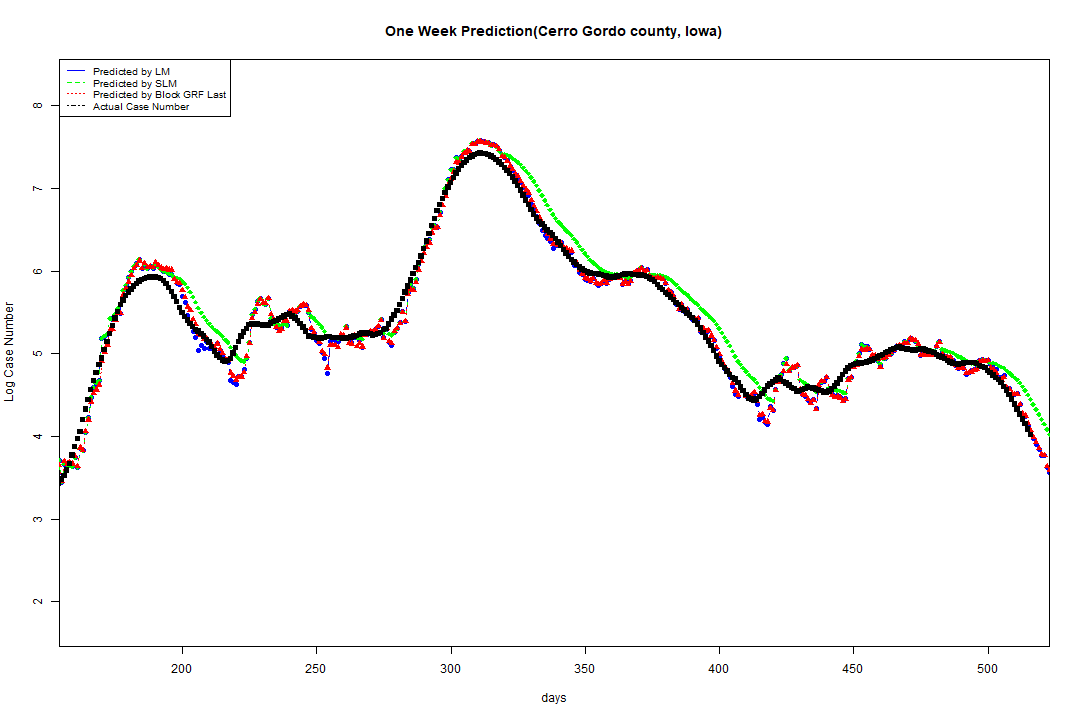 One Week Prediction(Cerro Gordo county, Iowa)
Predicted by LM
Predicted by SLM
Predicted by Block GRF Last
Actual Case Number
Log Case Number
8
7
6
5
4
3
2
200 250 300 350 400 450 500
days